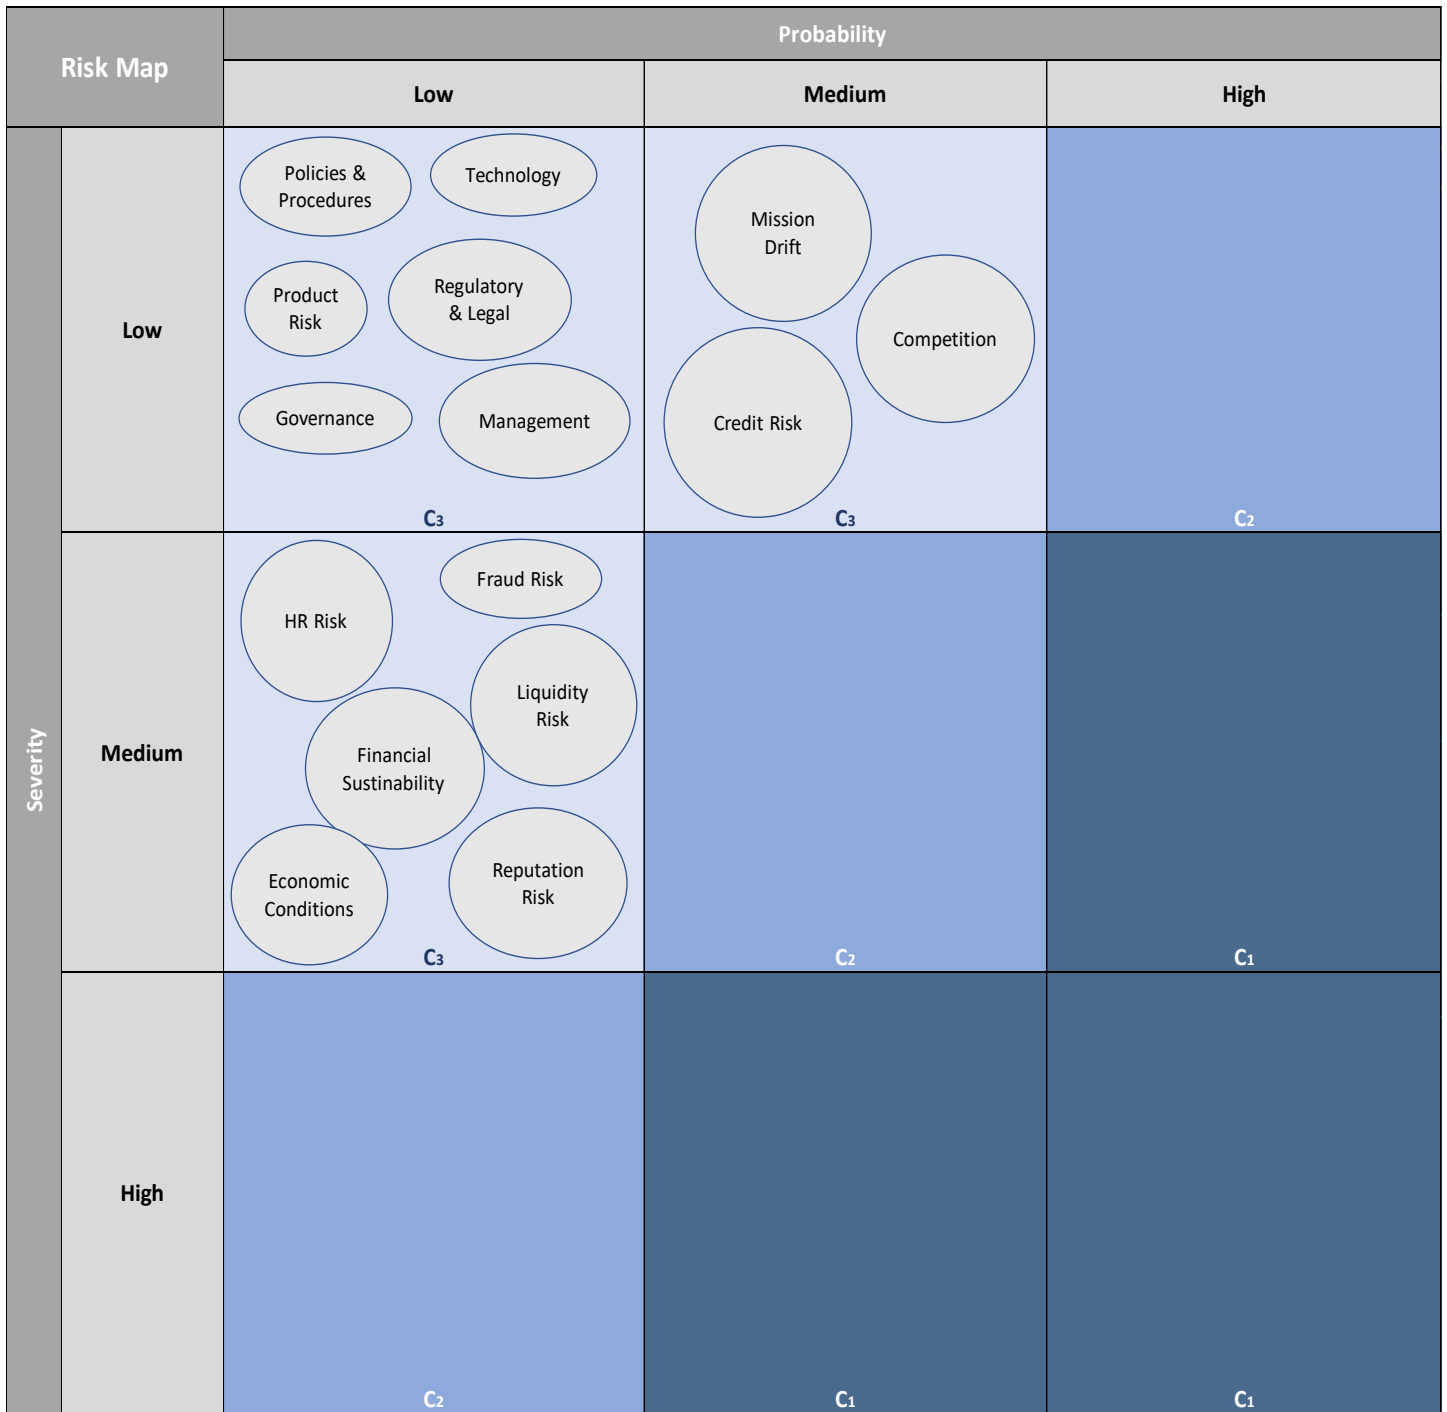 Risk Map
Probability
Low
Medium
High
Severity
Low
Policies &
Procedures
Technology
Product
Risk
Regulatory
& Legal
Governance
Management
C3
Mission
Drift
Competition
Credit Risk
C3
C2
Medium
HR Risk
Fraud Risk
Liquidity
Risk
Financial
Sustinability
Economic
Conditions
Reputation
Risk
C3
C2
C1
High
C2
C1
C1